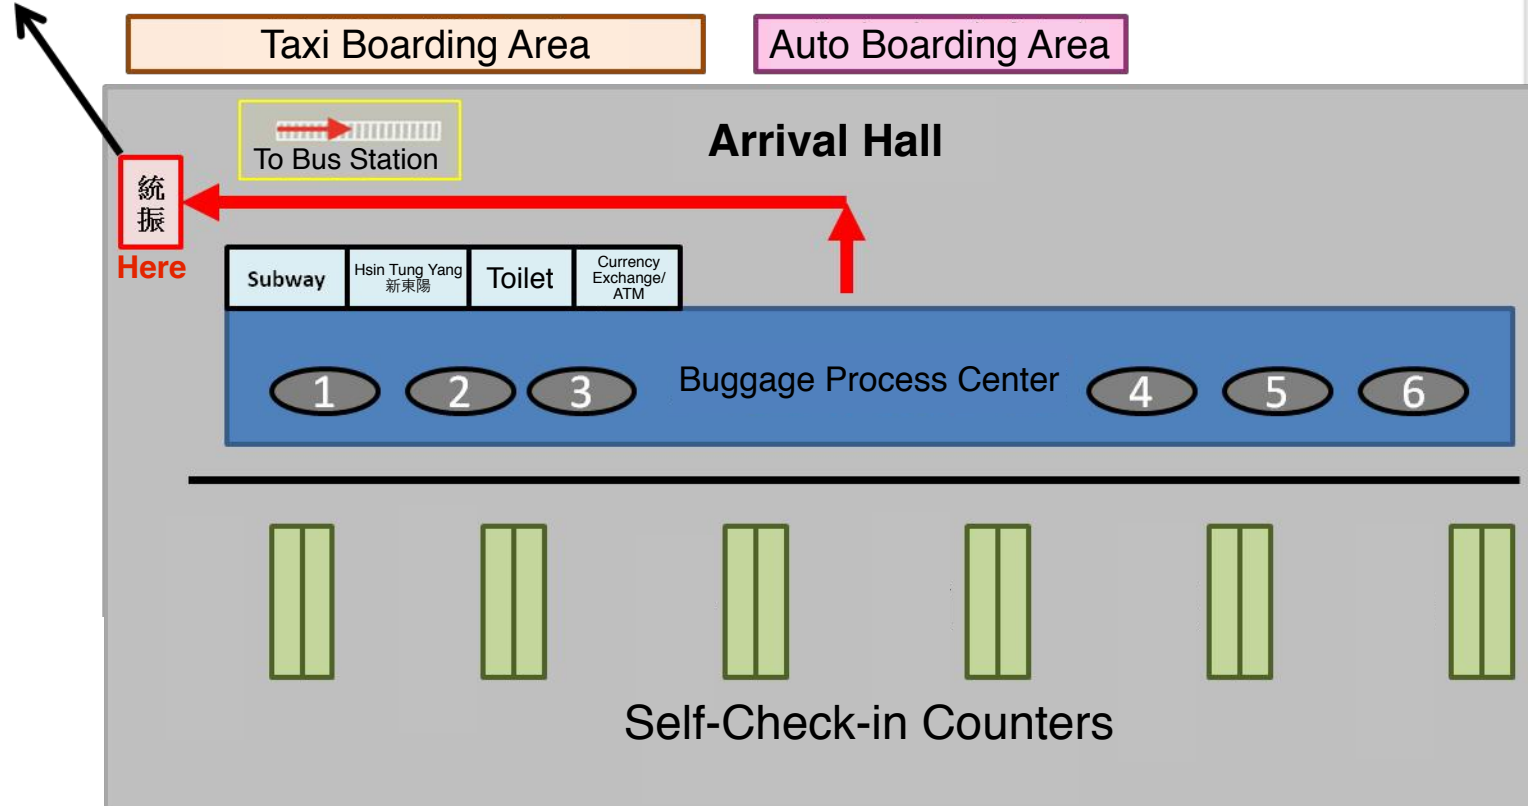 Taxi Boarding Area
Auto Boarding Area
To Bus Station
Arrival Hall
統
振
Here
Subway
Hsin Tung Yang
新東陽
Toilet
Currency
Exchange/
ATM
1
2
3
Buggage Process Center
4
5
6
Self-Check-in Counters